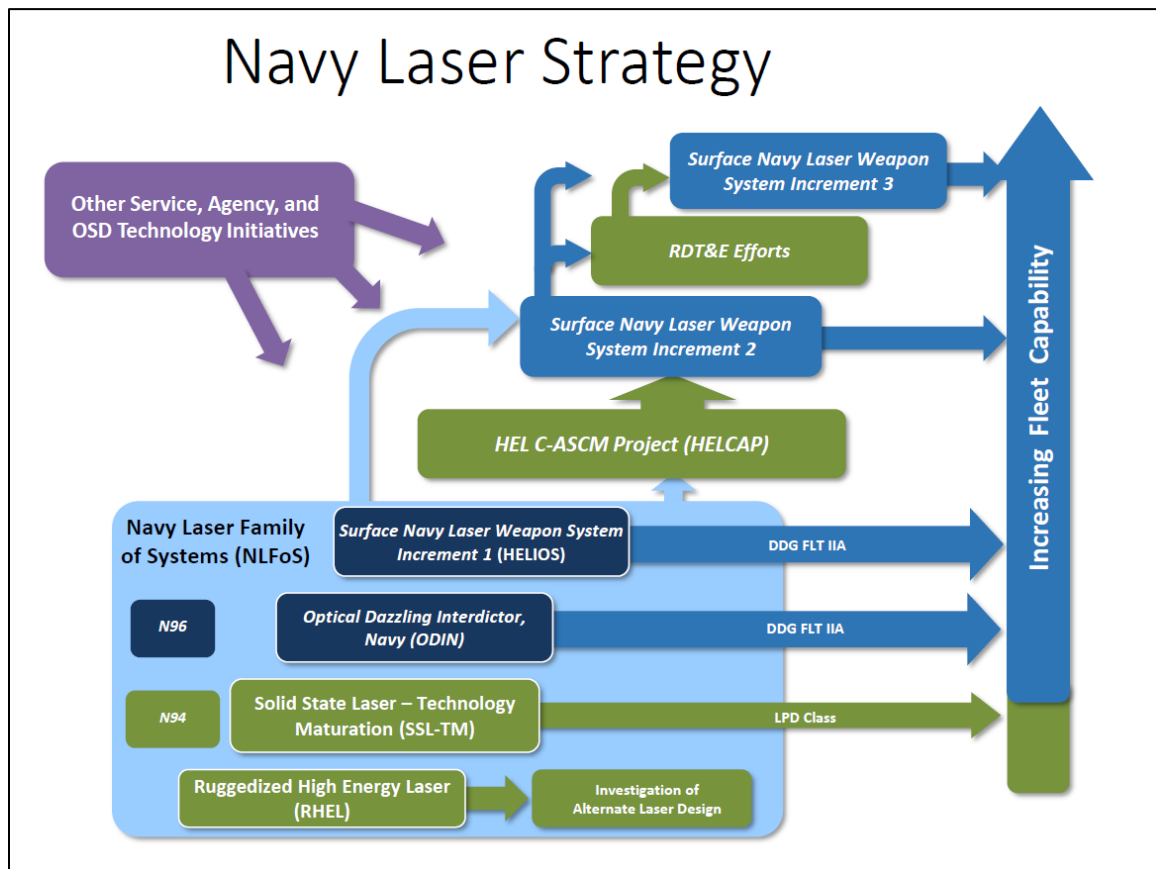 Navy Laser Strategy
Other Service, Agency, and
OSD Technology Initiatives
Surface Navy Laser Weapon
System Increment 3
RDT&E Efforts
Surface Navy Laser Weapon
System Increment 2
HEL C-ASCM Project (HELCAP)
Navy Laser Family
of Systems (NLFoS)
Surface Navy Laser Weapon System
Increment 1 (HELIOS)
DDG FLT IIA
N96
Optical Dazzling Interdictor,
Navy (ODIN)
DDG FLT IIA
N94
Solid State Laser – Technology
Maturation (SSL-TM)
LPD Class
Ruggedized High Energy Laser
(RHEL)
Investigation of
Alternate Laser Design
Increasing Fleet Capability